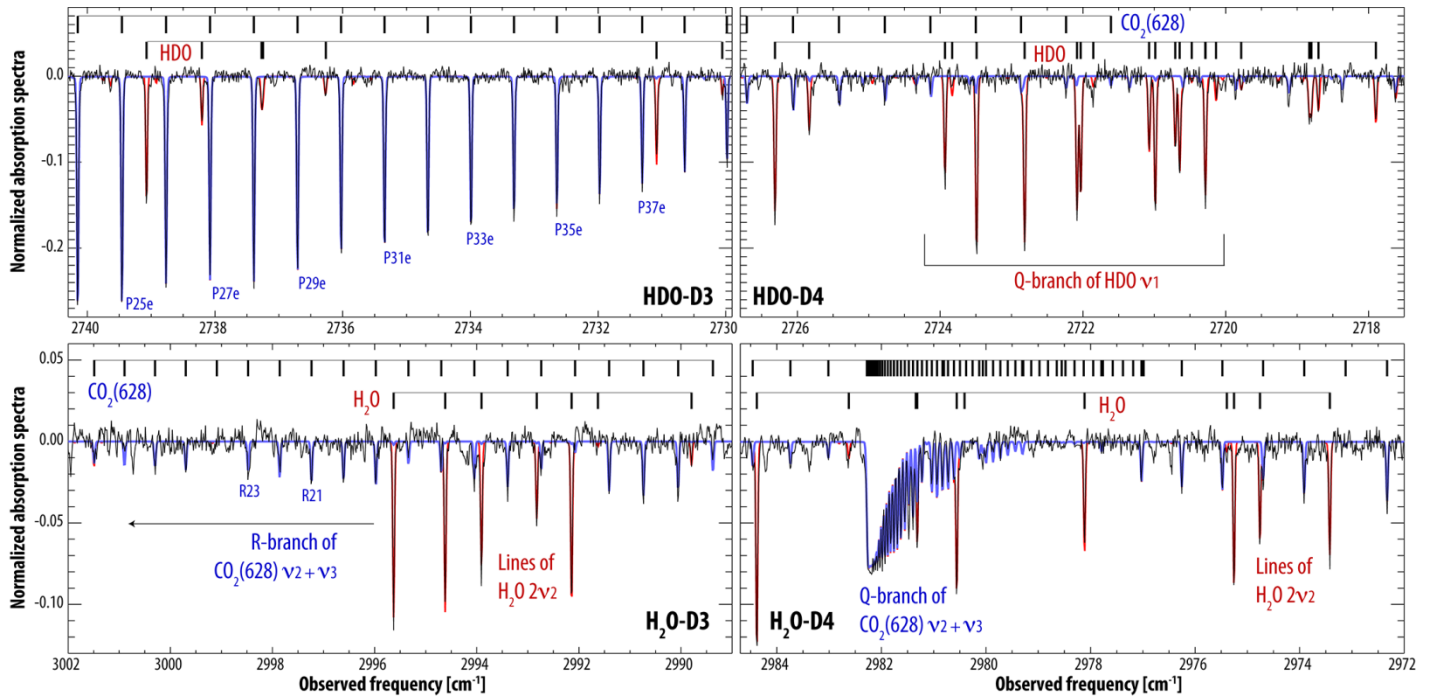 Normalized absorption spectra
0.0
-0.1
-0.2
HDO
P25e
P27e
P29e
P31e
P33e
P35e
P37e
HDO-D3
2740
2738
2736
2734
2732
2730
CO2(628)
HDO
Q-branch of HDO ν1
HDO-D4
2726
2724
2722
2720
2718
Normalized absorption spectra
0.05
0.00
-0.05
-0.10
CO2(628)
H2O
R23
R21
R-branch of
CO2(628) ν2 + ν3
Lines of
H2O 2ν2
H2O-D3
3002
3000
2998
2996
2994
2992
2990
Observed frequency [cm-1]
H2O
Q-branch of
CO2(628) ν2 + ν3
Lines of
H2O 2ν2
H2O-D4
2984
2982
2980
2978
2976
2974
2972
Observed frequency [cm-1]